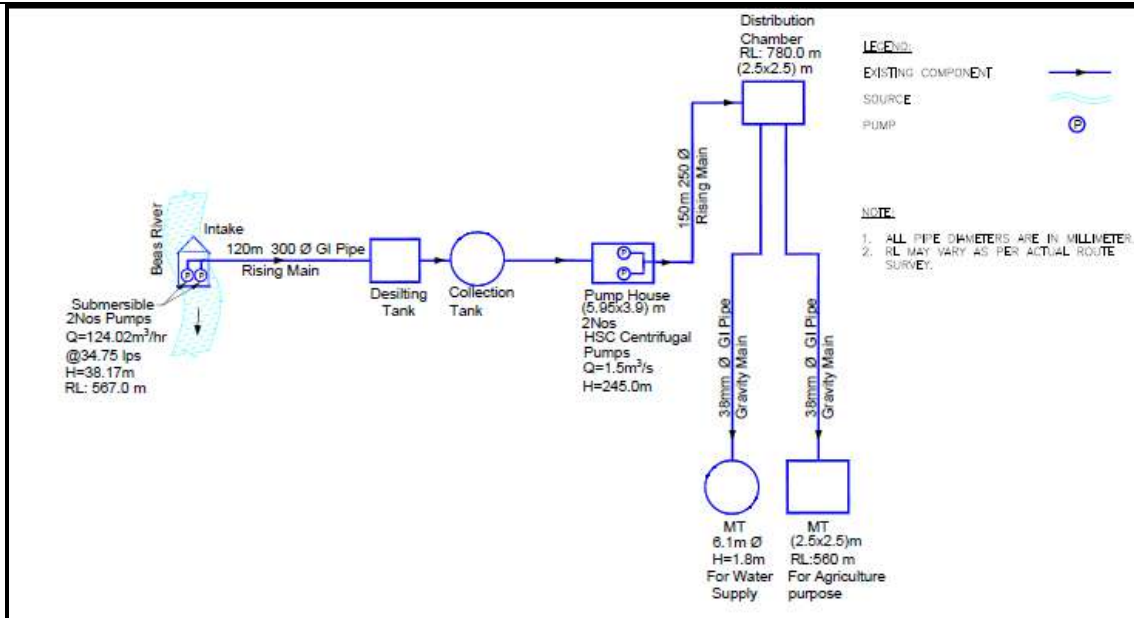 Distribution
Chamber
RL: 780.0 m
(2.5x2.5) m
LEGEND:
EXISTING COMPONENT
SOURCE
PUMP
P
NOTE:
1. ALL PIPE DIAMETERS ARE IN MILLIMETER.
2. RL MAY VARY AS PER ACTUAL ROUTE
SURVEY.
Beas River
Intake
120m 300 Ø GI Pipe
Rising Main
P P
Submersible
2Nos Pumps
Q=124.02m³/hr
@34.75 lps
H=38.17m
RL: 567.0 m
Desilting
Tank
Collection
Tank
P
P
Pump House
(5.95x3.9) m
2Nos
HSC Centrifugal
Pumps
Q=1.5m³/s
H=245.0m
150m 250 Ø
Rising Main
38mm Ø GI Pipe
Gravity Main
38mm Ø GI Pipe
Gravity Main
MT
6.1m Ø
H=1.8m
For Water
Supply
MT
(2.5x2.5)m
RL:560 m
For Agriculture
purpose